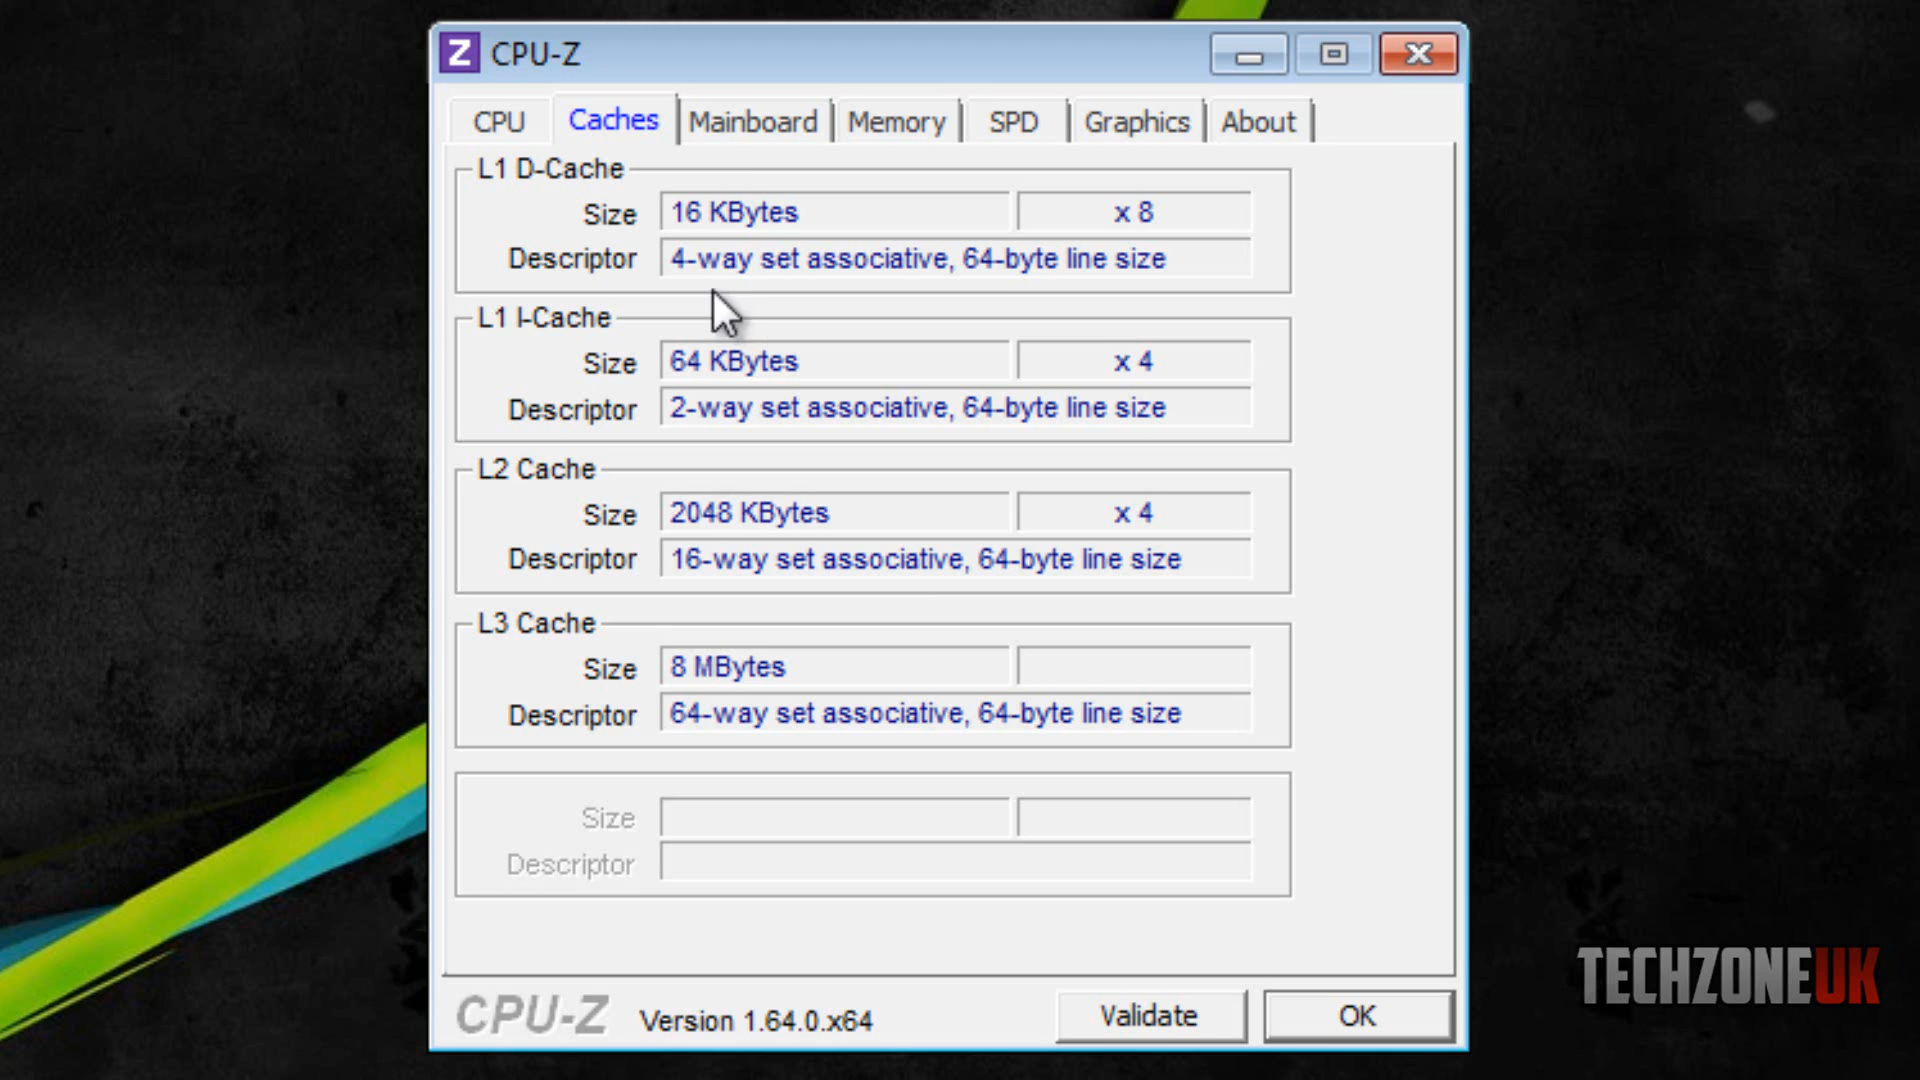 Z CPU-Z
CPU Caches Mainboard Memory SPD Graphics About
L1 D-Cache
Size 16 KBytes x 8
Descriptor 4-way set associative, 64-byte line size
L1 I-Cache
Size 64 KBytes x 4
Descriptor 2-way set associative, 64-byte line size
L2 Cache
Size 2048 KBytes x 4
Descriptor 16-way set associative, 64-byte line size
L3 Cache
Size 8 MBytes
Descriptor 64-way set associative, 64-byte line size
Size
Descriptor
CPU-Z Version 1.64.0.x64 Validate OK
TECHZONEUK